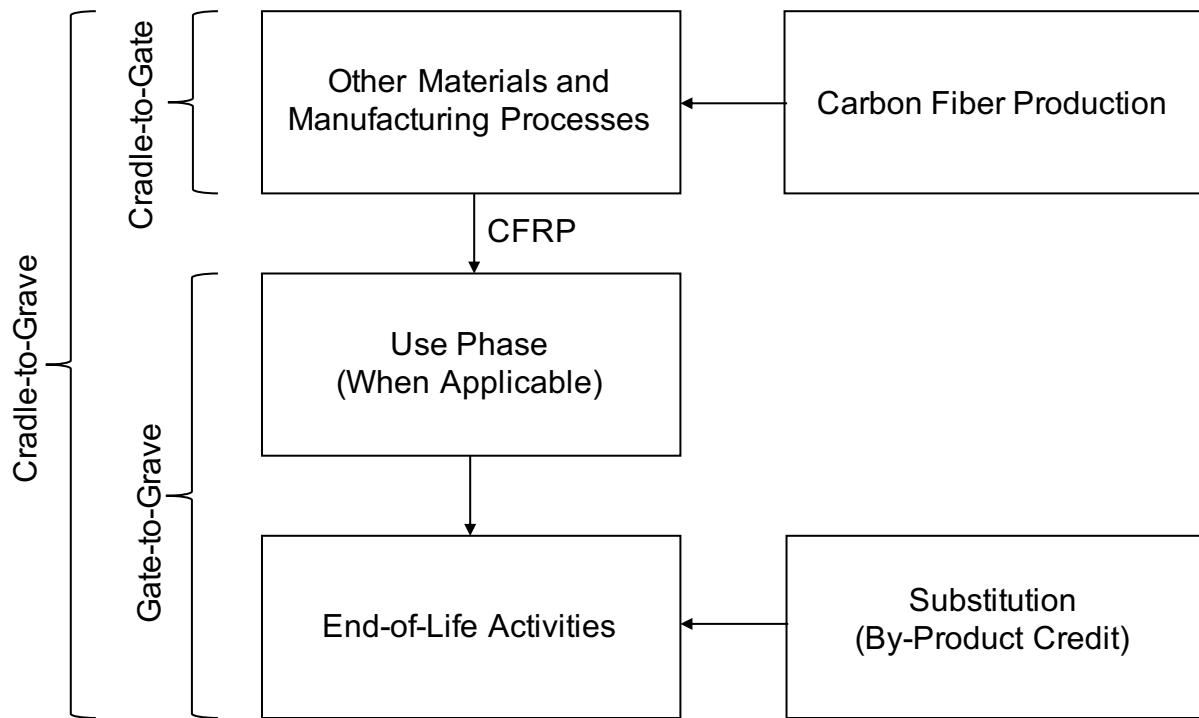 Cradle-to-Grave
Cradle-to-Gate
Other Materials and
Manufacturing Processes
Carbon Fiber Production
CFRP
Gate-to-Grave
Use Phase
(When Applicable)
End-of-Life Activities
Substitution
(By-Product Credit)